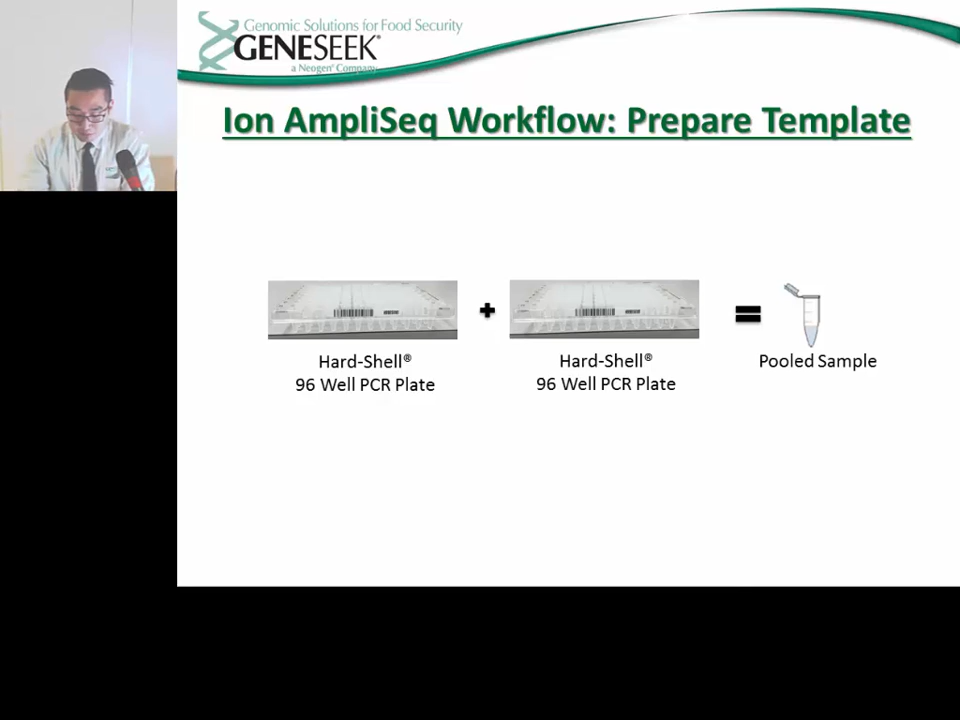 Genomic Solutions for Food Security
GENESEEK®
a Neogen® Company
Ion AmpliSeq Workflow: Prepare Template
+
=
Hard-Shell®
96 Well PCR Plate
Hard-Shell®
96 Well PCR Plate
Pooled Sample